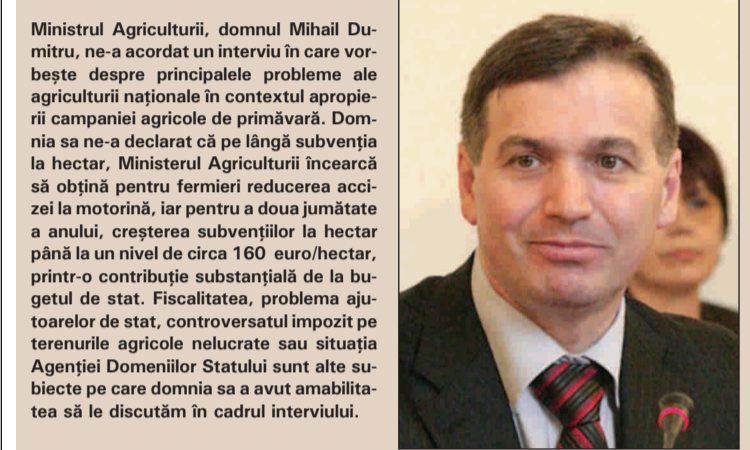 Ministrul Agriculturii, domnul Mihail Du-
mitru, ne-a acordat un interviu în care vor-
bește despre principalele probleme ale
agriculturii naționale în contextul apropie-
rii campaniei agricole de primăvară. Dom-
nia sa ne-a declarat că pe lângă subvenția
la hectar, Ministerul Agriculturii încearcă
să obțină pentru fermieri reducerea acci-
zei la motorină, iar pentru a doua jumătate
a anului, creșterea subvențiilor la hectar
până la un nivel de circa 160 euro/hectar,
printr-o contribuție substanțială de la bu-
getul de stat. Fiscalitatea, problema aju-
toarelor de stat, controversatul impozit pe
terenurile agricole nelucrate sau situația
Agenției Domeniilor Statului sunt alte su-
biecte pe care domnia sa a avut amabilita-
tea să le discutăm în cadrul interviului.